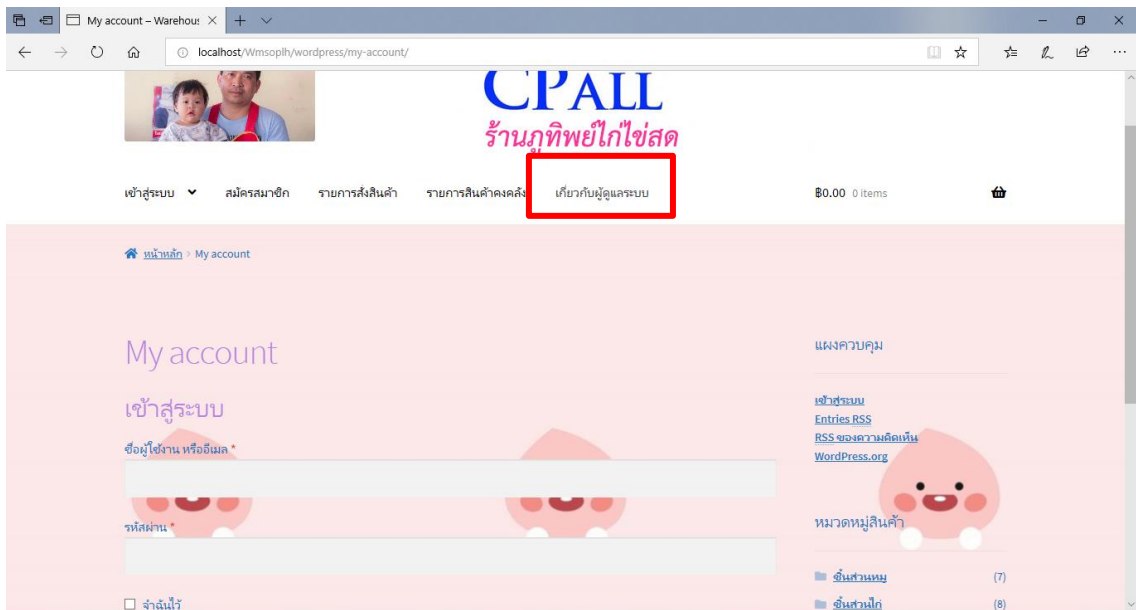 My account – Warehous
localhost/Wmsoplh/wordpress/my-account/
CPALL
ร้านภูทิพย์ไก่ไข่สด
เข้าสู่ระบบ สมัครสมาชิก รายการสั่งสินค้า รายการสินค้าคงคลัง เกี่ยวกับผู้ดูแลระบบ ฿0.00 0 items
หน้าหลัก › My account
My account
เข้าสู่ระบบ
ชื่อผู้ใช้งาน หรืออีเมล *
รหัสผ่าน *
จำฉันไว้
แผงควบคุม
เข้าสู่ระบบ
Entries RSS
RSS ของความคิดเห็น
WordPress.org
หมวดหมู่สินค้า
ชิ้นส่วนหมู (7)
ชิ้นส่วนไก่ (8)